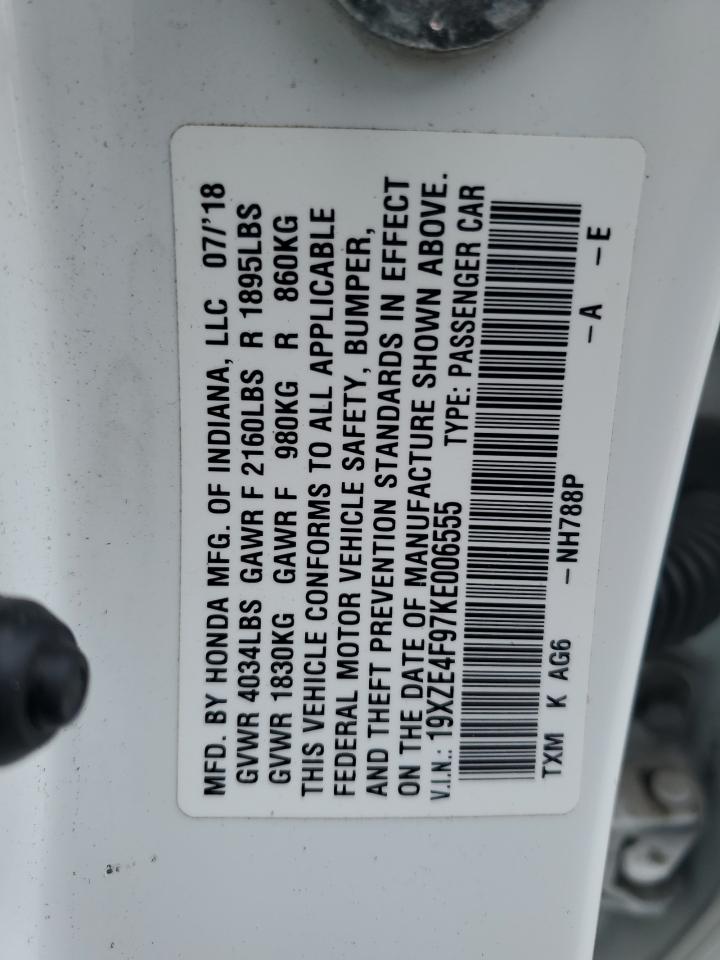 MFD. BY HONDA MFG. OF INDIANA, LLC 07/'18
GVWR 4034LBS GAWR F 2160LBS R 1895LBS
GVWR 1830KG GAWR F 980KG R 860KG
THIS VEHICLE CONFORMS TO ALL APPLICABLE
FEDERAL MOTOR VEHICLE SAFETY, BUMPER,
AND THEFT PREVENTION STANDARDS IN EFFECT
ON THE DATE OF MANUFACTURE SHOWN ABOVE.
V.I.N.: 19XZE4F97KE006555 TYPE: PASSENGER CAR
TXM K AG6 -NH788P -A -E